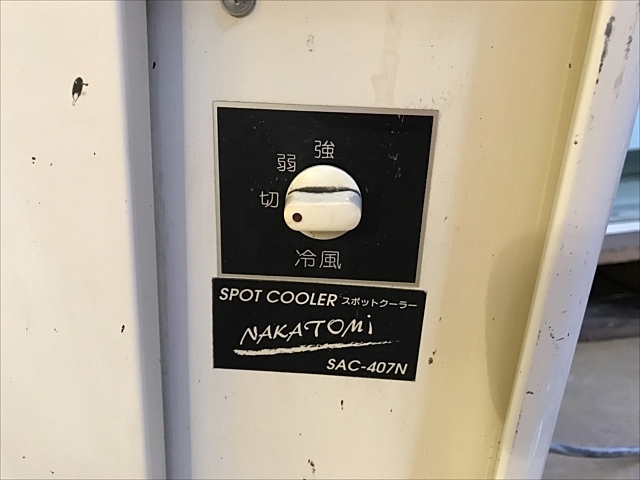 強
弱
切
冷風
SPOT COOLER スポットクーラー
NAKATOMi
SAC-407N